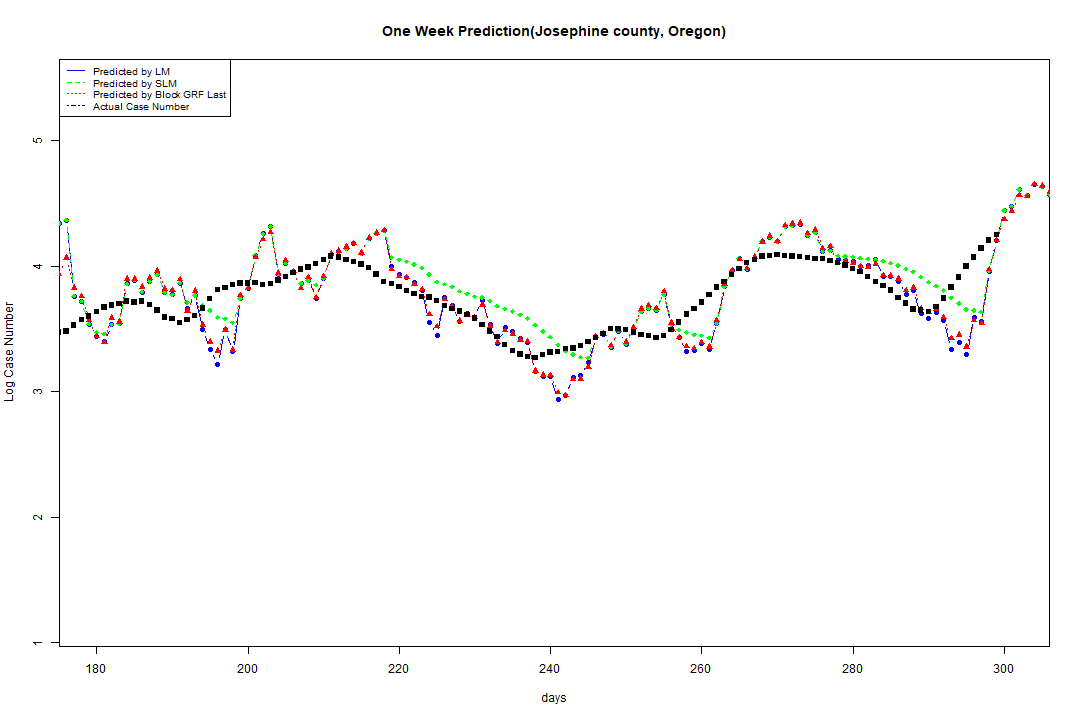 One Week Prediction(Josephine county, Oregon)
Predicted by LM
Predicted by SLM
Predicted by Block GRF Last
Actual Case Number
5
4
3
2
1
Log Case Number
180 200 220 240 260 280 300
days